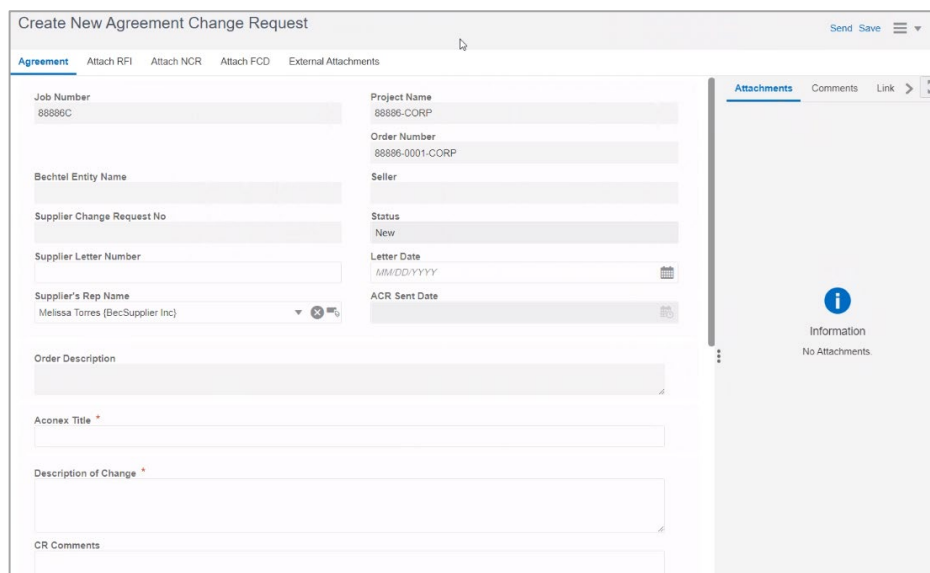 Create New Agreement Change Request
Send Save
Agreement Attach RFI Attach NCR Attach FCD External Attachments
Attachments Comments Link
Job Number Project Name
88886C 88886-CORP
Order Number
88886-0001-CORP
Bechtel Entity Name Seller
Supplier Change Request No Status
New
Supplier Letter Number Letter Date
MM/DD/YYYY
Supplier's Rep Name ACR Sent Date
Melissa Torres {BecSupplier Inc}
Information
No Attachments.
Order Description
Aconex Title *
Description of Change *
CR Comments